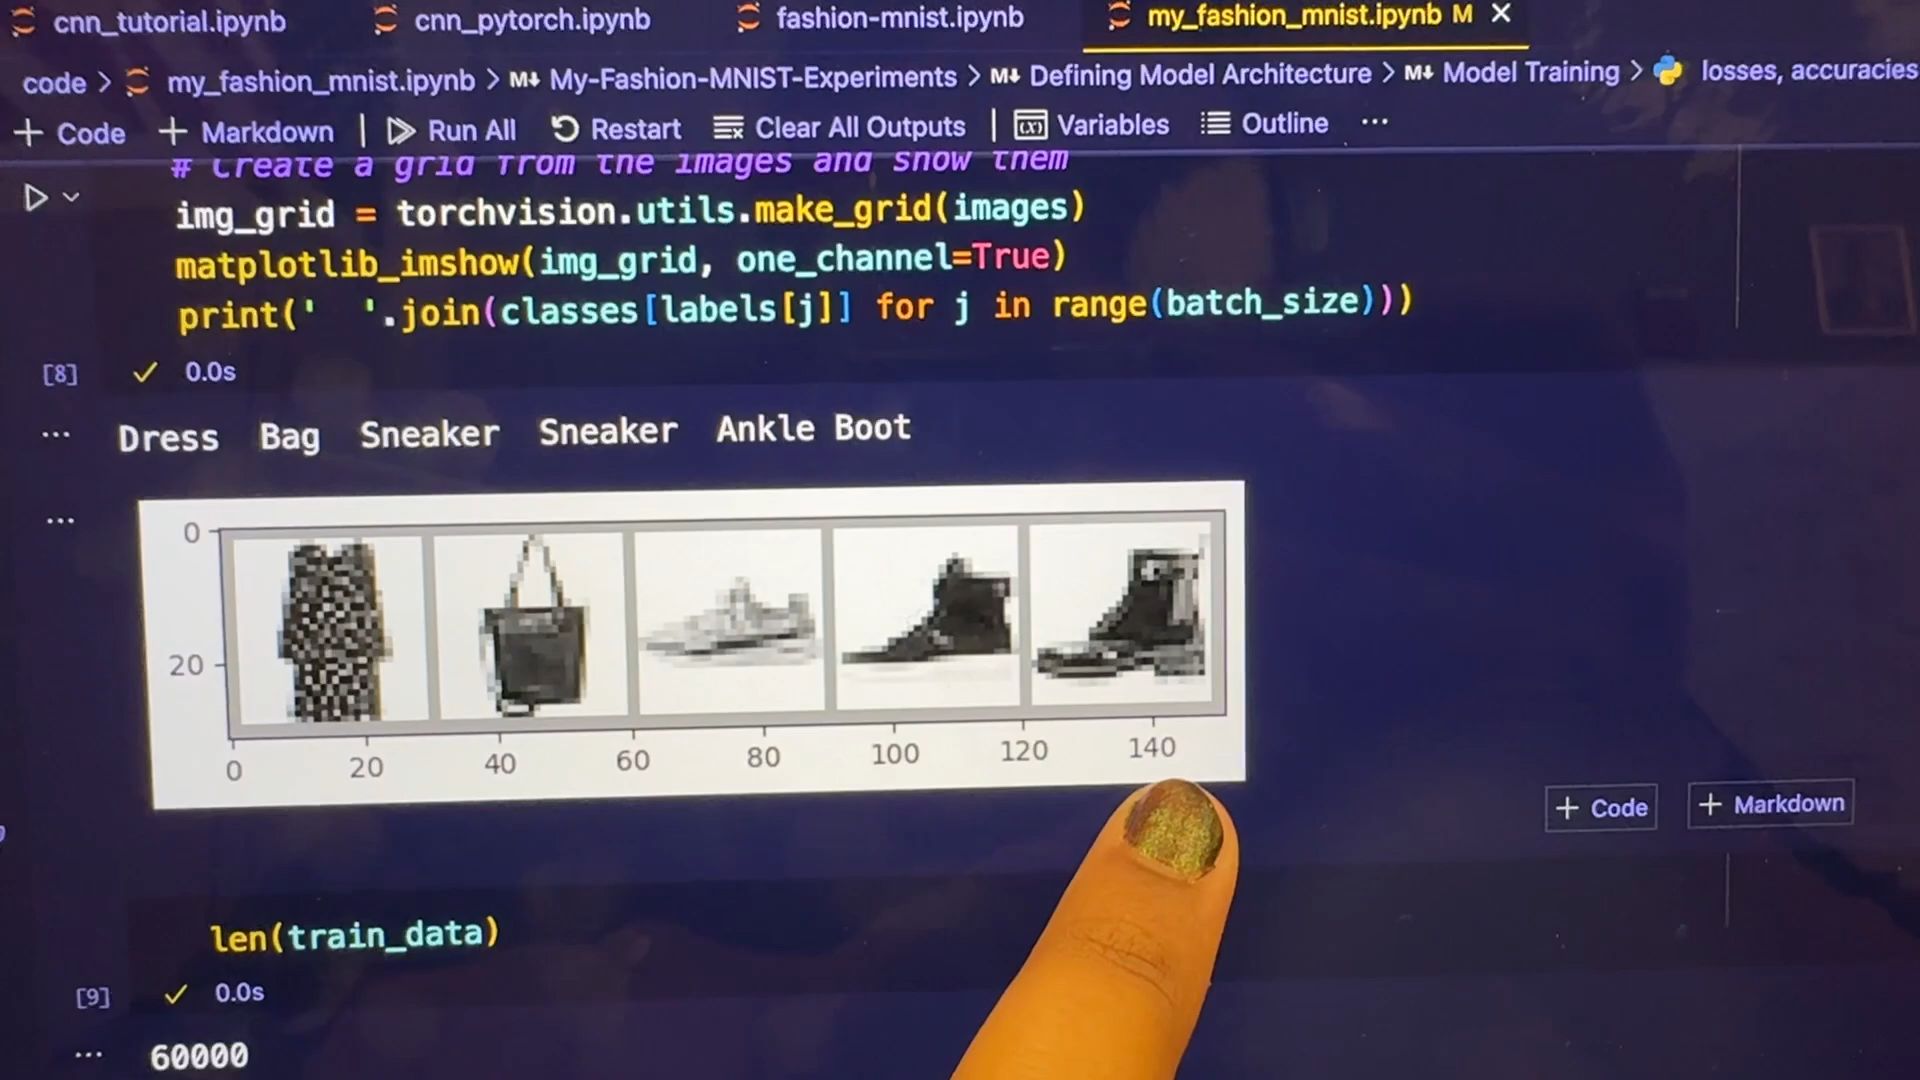 cnn_tutorial.ipynb cnn_pytorch.ipynb fashion-mnist.ipynb my_fashion_mnist.ipynb M ×
code > my_fashion_mnist.ipynb > M↓ My-Fashion-MNIST-Experiments > M↓ Defining Model Architecture > M↓ Model Training > losses, accuracies
+ Code + Markdown | Run All Restart Clear All Outputs | (x) Variables Outline ...
# Create a grid from the images and show them
img_grid = torchvision.utils.make_grid(images)
matplotlib_imshow(img_grid, one_channel=True)
print('  '.join(classes[labels[j]] for j in range(batch_size)))
[8] ✓ 0.0s
... Dress Bag Sneaker Sneaker Ankle Boot
...
0
20
0 20 40 60 80 100 120 140
+ Code + Markdown
len(train_data)
[9] ✓ 0.0s
... 60000